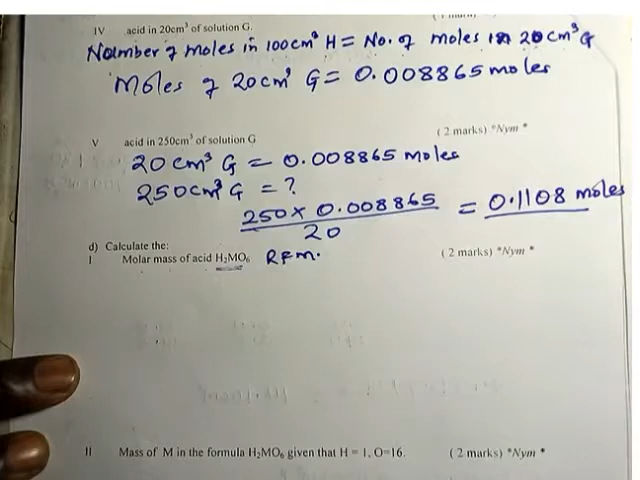 IV acid in 20cm³ of solution G.
Number of moles in 100cm³ H = No. of moles in 20cm³ G
Moles of 20cm³ G = 0.008865 moles
(2 marks) *Nym *
V acid in 250cm³ of solution G
20cm³ G = 0.008865 moles
250cm³ G = ?
250 × 0.008865 = 0.1108 moles
20
d) Calculate the:
I Molar mass of acid H₂MO₆ RFM. (2 marks) *Nym *
II Mass of M in the formula H₂MO₆ given that H = 1, O=16. (2 marks) *Nym *